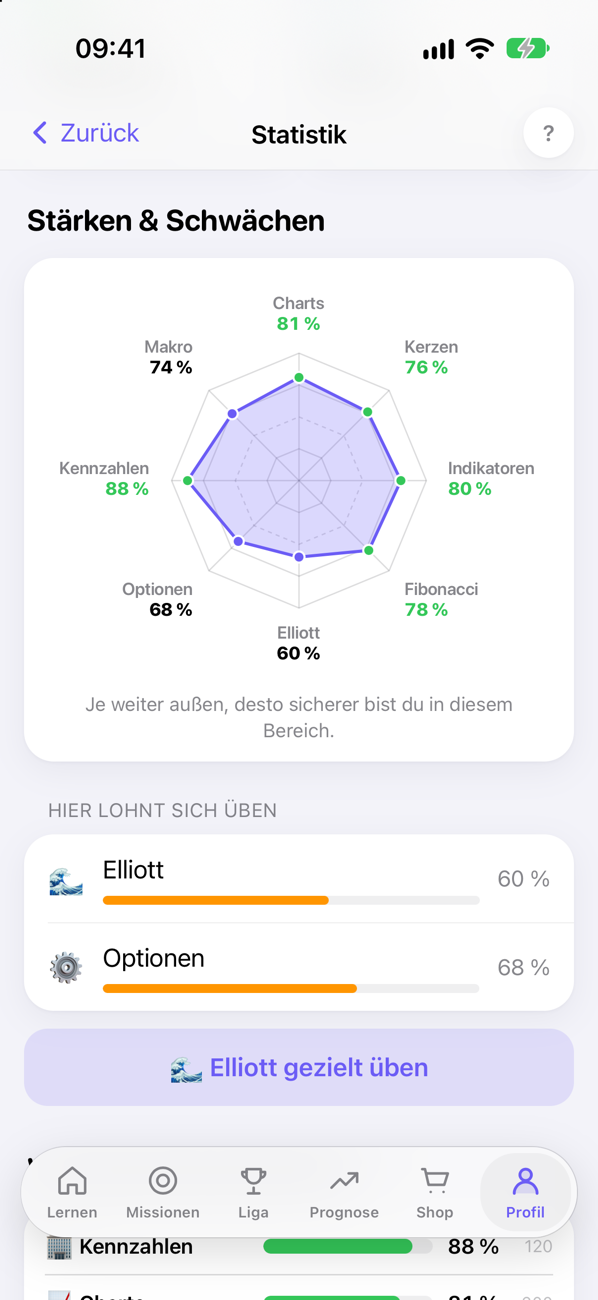 09:41
Zurück
Statistik
?
Stärken & Schwächen
Charts
81 %
Makro
74 %
Kerzen
76 %
Kennzahlen
88 %
Indikatoren
80 %
Optionen
68 %
Fibonacci
78 %
Elliott
60 %
Je weiter außen, desto sicherer bist du in diesem
Bereich.
HIER LOHNT SICH ÜBEN
Elliott
60 %
Optionen
68 %
Elliott gezielt üben
Lernen
Missionen
Liga
Prognose
Shop
Profil
Kennzahlen 88 % 120